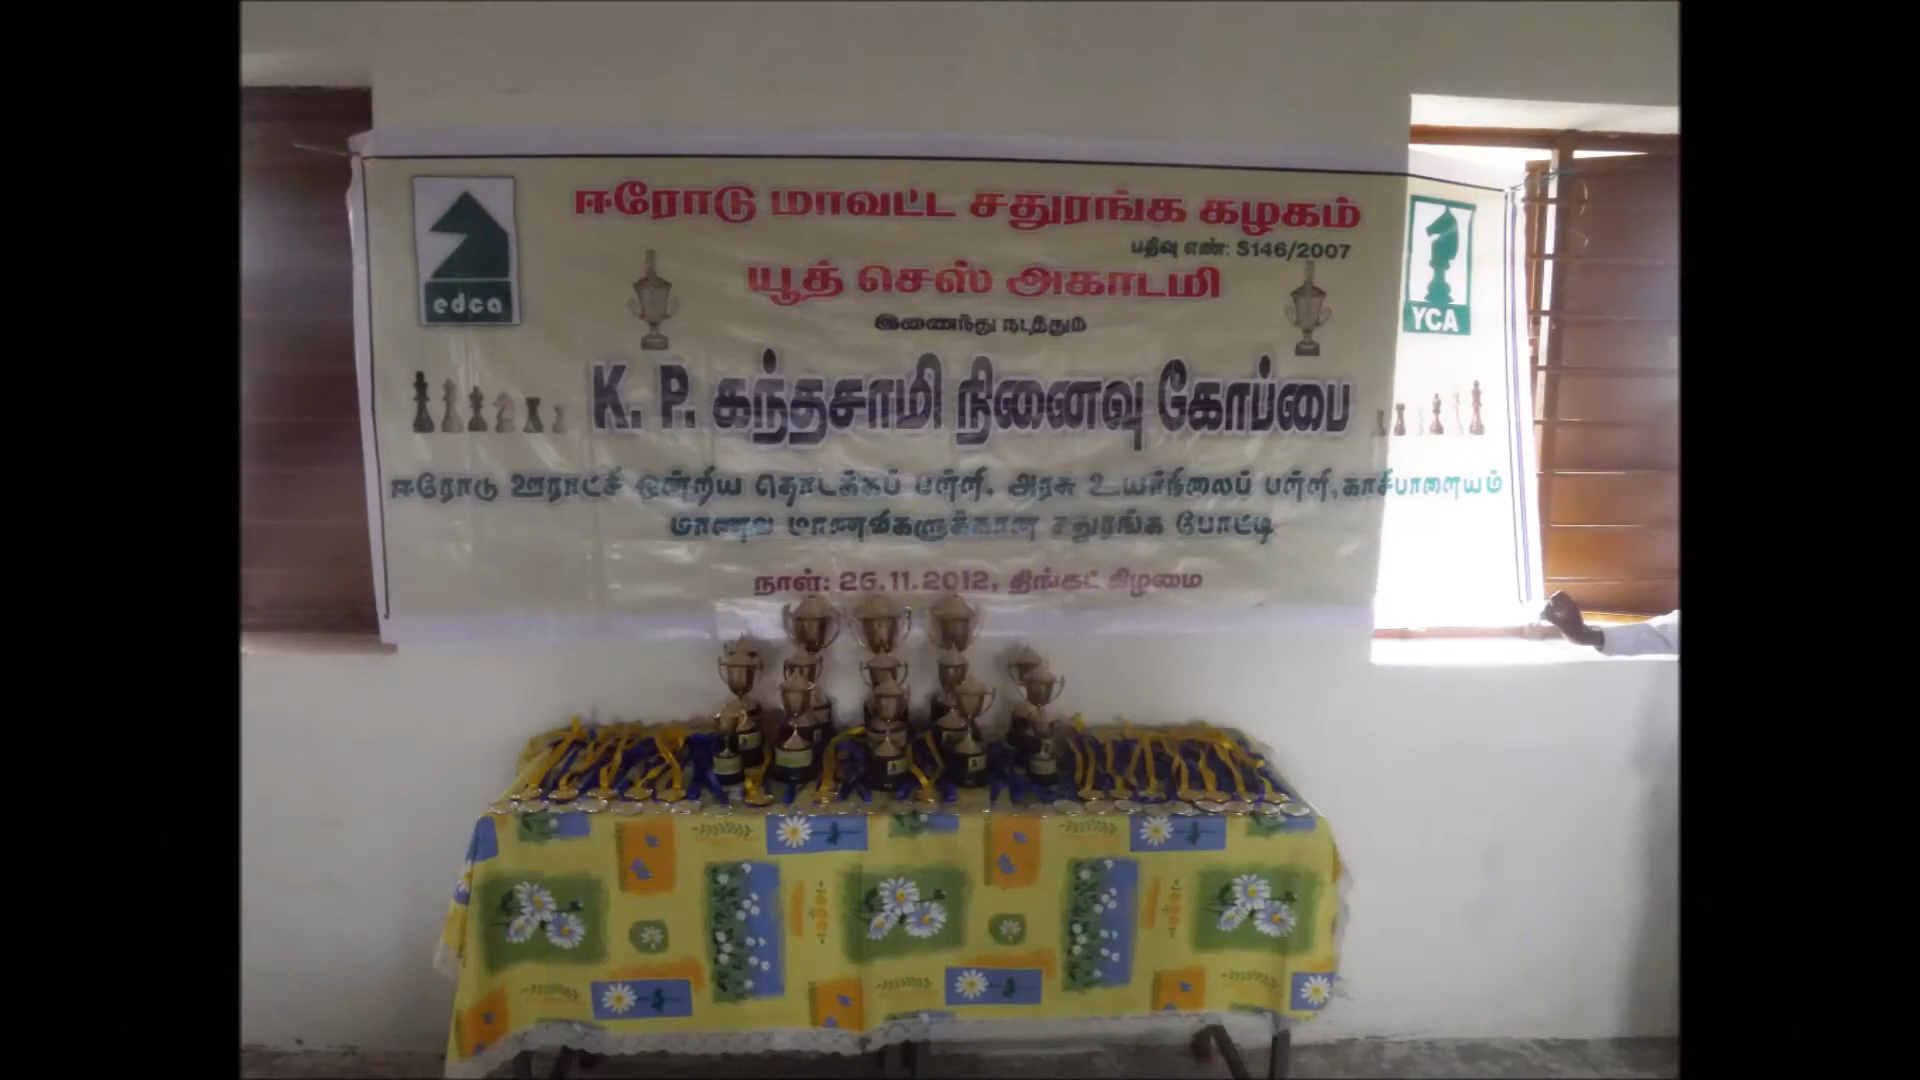 ஈரோடு மாவட்ட சதுரங்க கழகம்
பதிவு எண்: S146/2007
யூத் செஸ் அகாடமி
இணைந்து நடத்தும்
K. P. கந்தசாமி நினைவு கோப்பை
ஈரோடு ஊராட்சி ஒன்றிய தொடக்கப் பள்ளி, அரசு உயர்நிலைப் பள்ளி,காசிபாளையம்
மாணவ மாணவிகளுக்கான சதுரங்க போட்டி
நாள்: 26.11.2012, திங்கட் கிழமை
edca
YCA